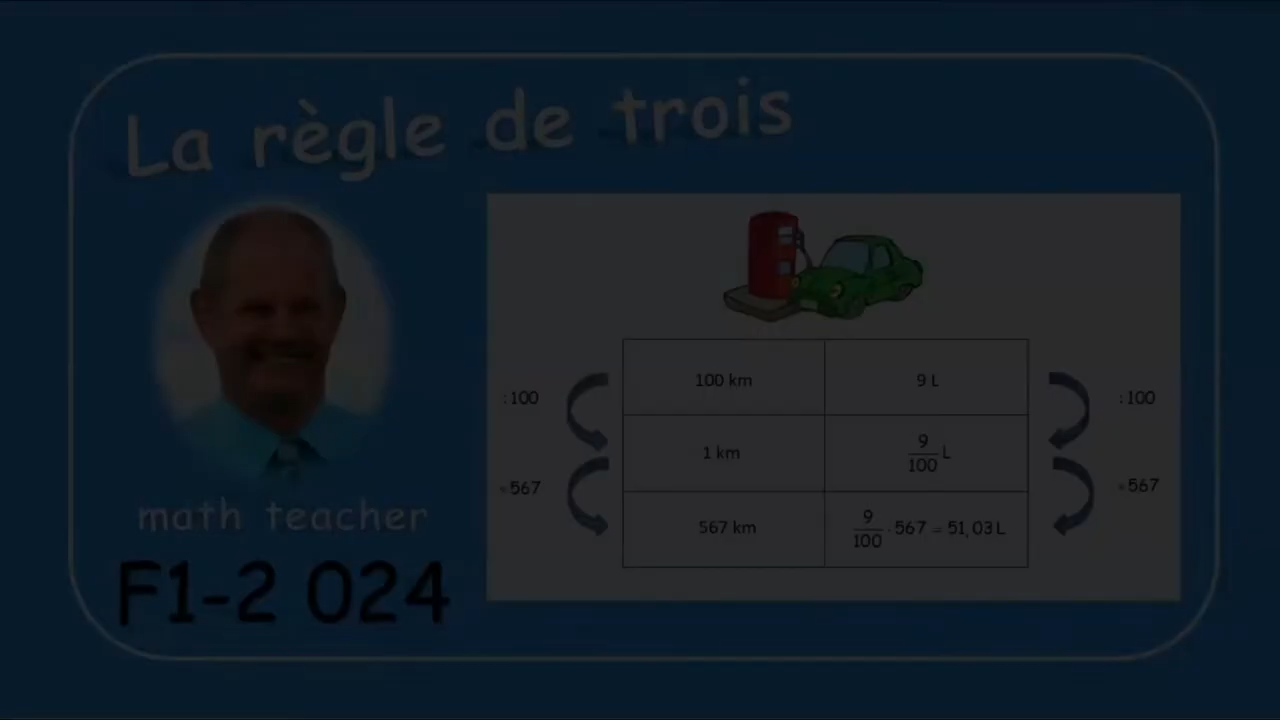 La règle de trois
math teacher
F1-2 024
:100
·567
100 km 9 L
1 km 9/100 L
567 km 9/100 · 567 = 51,03 L
:100
·567